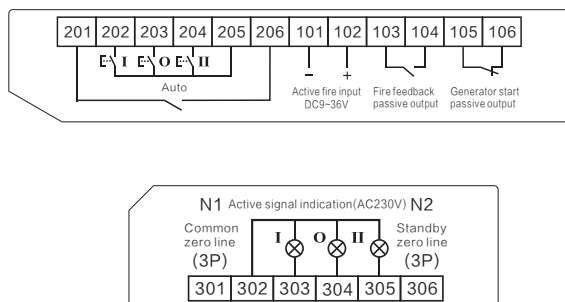 201 202 203 204 205 206 101 102 103 104 105 106
I O II
Auto
− +
Active fire input DC9~36V
Fire feedback passive output
Generator start passive output
N1 Active signal indication(AC230V) N2
Common zero line (3P)
I O II
Standby zero line (3P)
301 302 303 304 305 306